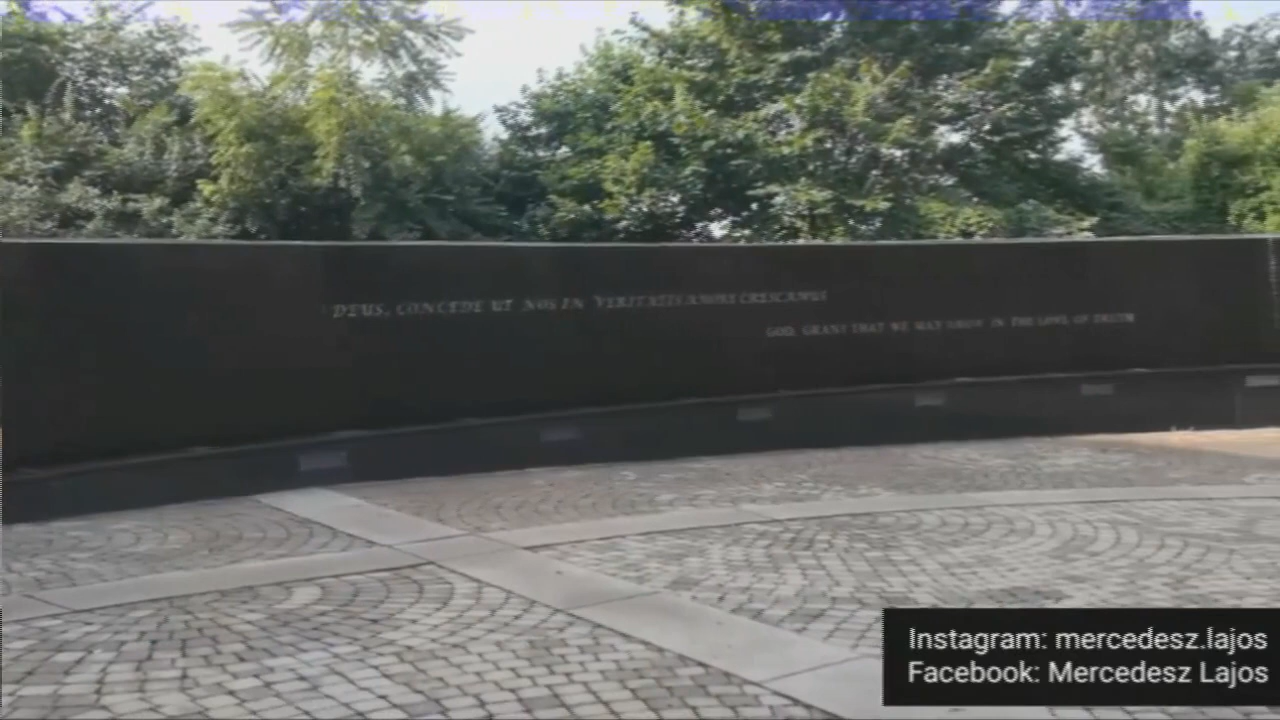 DEUS, CONCEDE UT NOS IN VERITATIS AMORE CRESCAMUS
GOD, GRANT THAT WE MAY GROW IN THE LOVE OF TRUTH
Instagram: mercedesz.lajos
Facebook: Mercedesz Lajos